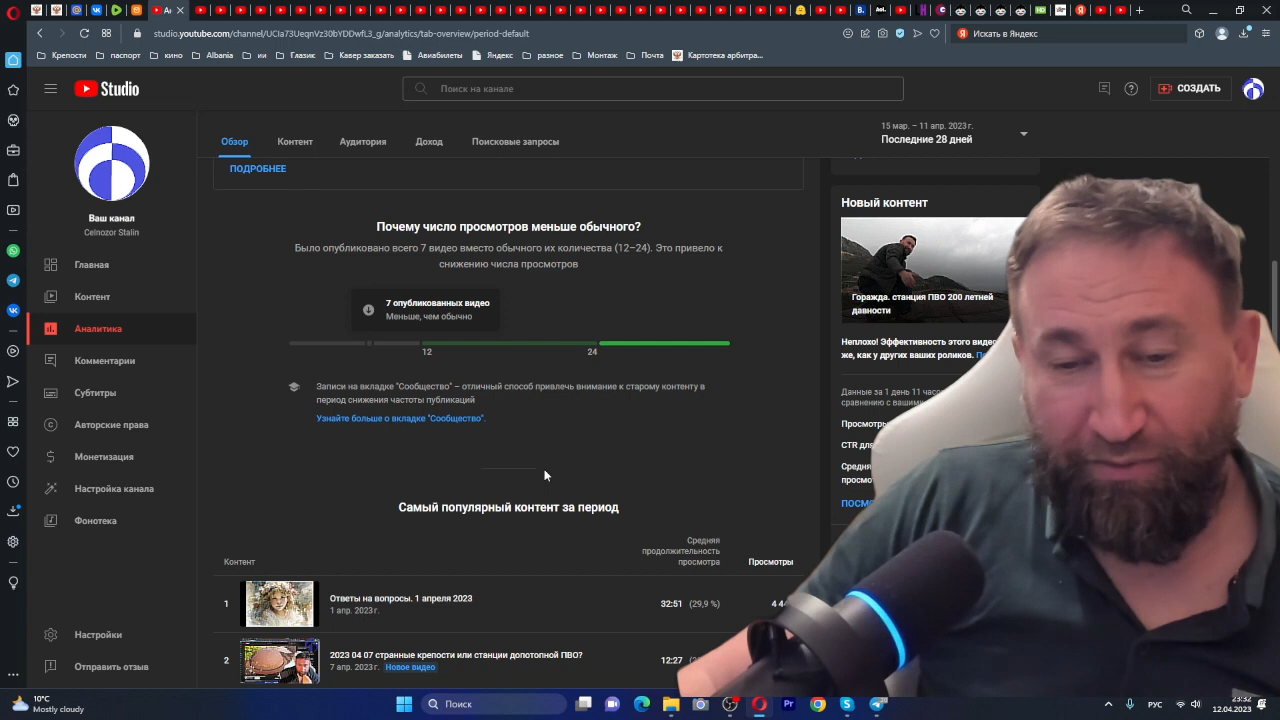 studio.youtube.com/channel/UCIa73UeqnVz30bYDDwfL3_g/analytics/tab-overview/period-default
Искать в Яндекс
Крепости
паспорт
кино
Albania
ии
Глазик
Кавер заказать
Авиабилеты
Яндекс
разное
Монтаж
Почта
Картотека арбитра...
Studio
Поиск на канале
СОЗДАТЬ
Обзор
Контент
Аудитория
Доход
Поисковые запросы
15 мар. – 11 апр. 2023 г.
Последние 28 дней
Ваш канал
Celnozor Stalin
Главная
Контент
Аналитика
Комментарии
Субтитры
Авторские права
Монетизация
Настройка канала
Фонотека
Настройки
Отправить отзыв
ПОДРОБНЕЕ
Почему число просмотров меньше обычного?
Было опубликовано всего 7 видео вместо обычного их количества (12–24). Это привело к
снижению числа просмотров
7 опубликованных видео
Меньше, чем обычно
12
24
Записи на вкладке "Сообщество" – отличный способ привлечь внимание к старому контенту в
период снижения частоты публикаций
Узнайте больше о вкладке "Сообщество".
Самый популярный контент за период
Контент
Средняя
продолжительность
просмотра
Просмотры
1
Ответы на вопросы. 1 апреля 2023
1 апр. 2023 г.
32:51 (29,9 %)
2
2023 04 07 странные крепости или станции допотопной ПВО?
7 апр. 2023 г.
Новое видео
12:27
Новый контент
Горажда. станция ПВО 200 летней
давности
Неплохо! Эффективность этого видео
же, как у других ваших роликов.
Данные за 1 день 11 часов
сравнению с вашими
Просмотры
CTR для
10°C
Mostly cloudy
Поиск
РУС
23:32
12.04.2023